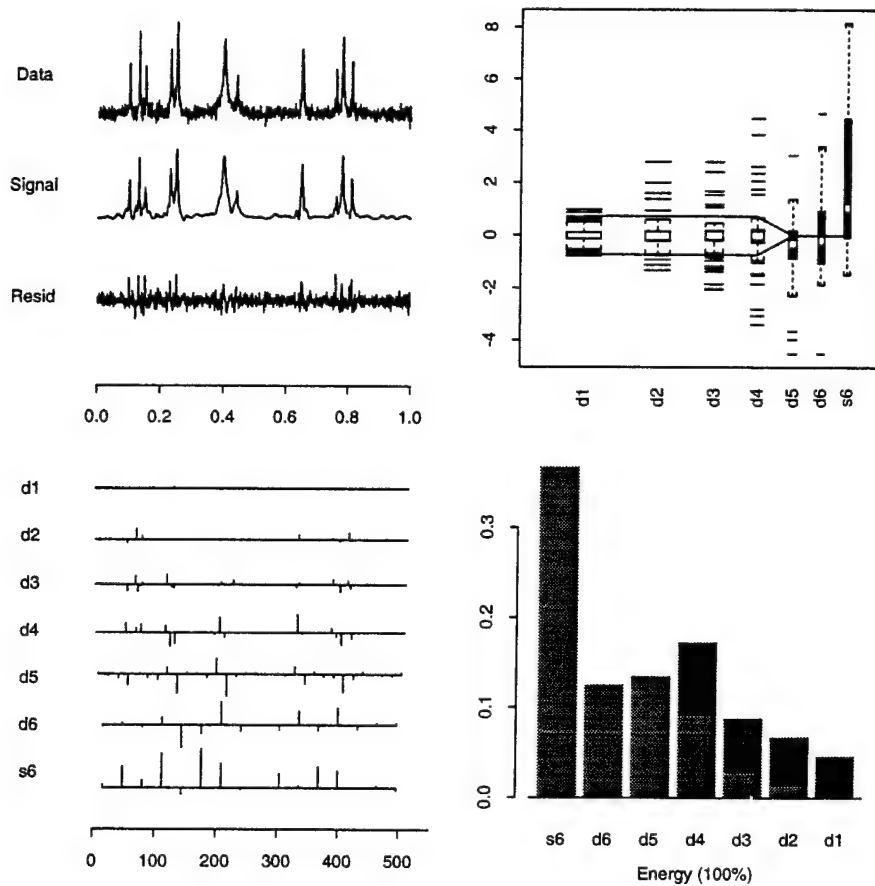 Data
Signal
Resid
0.0 0.2 0.4 0.6 0.8 1.0
8
6
4
2
0
-2
-4
d1 d2 d3 d4 d5 d6 s6
d1
d2
d3
d4
d5
d6
s6
0 100 200 300 400 500
0.3
0.2
0.1
0.0
s6 d6 d5 d4 d3 d2 d1
Energy (100%)